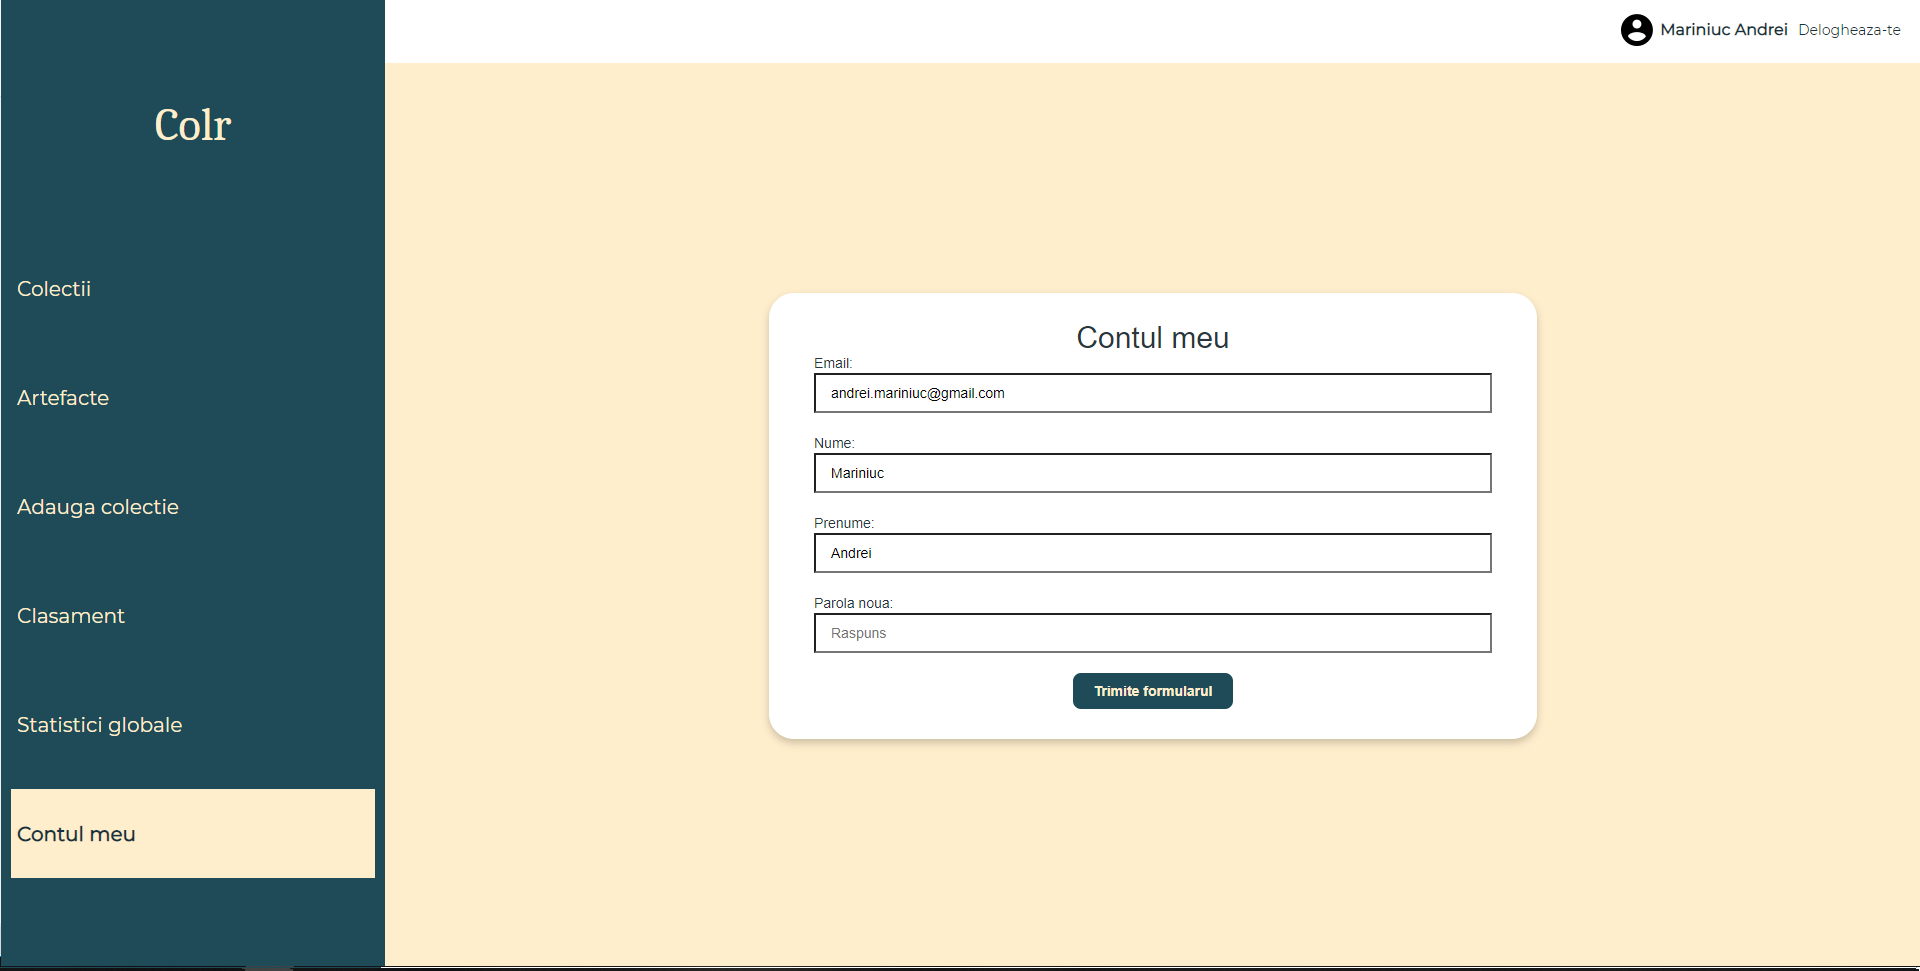 Colr
Colectii
Artefacte
Adauga colectie
Clasament
Statistici globale
Contul meu
Mariniuc Andrei Delogheaza-te
Contul meu
Email:
andrei.mariniuc@gmail.com
Nume:
Mariniuc
Prenume:
Andrei
Parola noua:
Raspuns
Trimite formularul